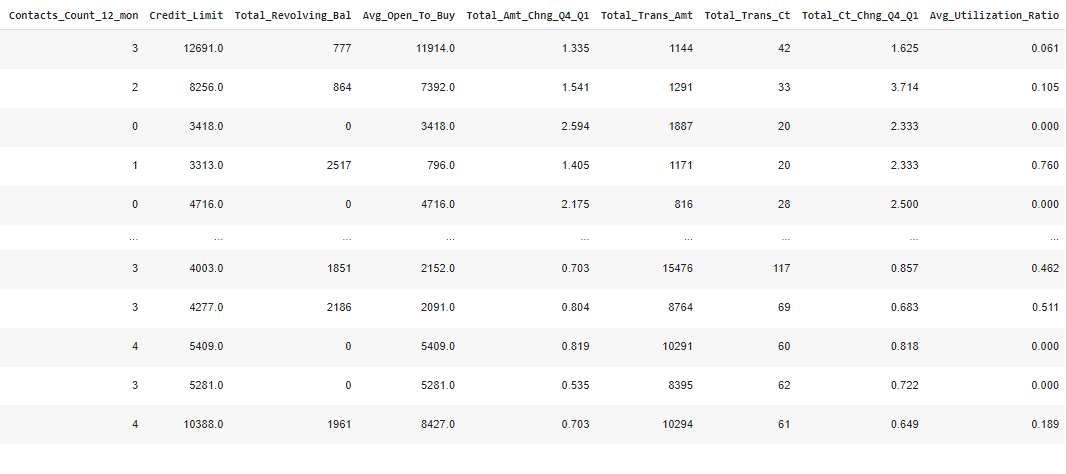 Contacts_Count_12_mon Credit_Limit Total_Revolving_Bal Avg_Open_To_Buy Total_Amt_Chng_Q4_Q1 Total_Trans_Amt Total_Trans_Ct Total_Ct_Chng_Q4_Q1 Avg_Utilization_Ratio
3 12691.0 777 11914.0 1.335 1144 42 1.625 0.061
2 8256.0 864 7392.0 1.541 1291 33 3.714 0.105
0 3418.0 0 3418.0 2.594 1887 20 2.333 0.000
1 3313.0 2517 796.0 1.405 1171 20 2.333 0.760
0 4716.0 0 4716.0 2.175 816 28 2.500 0.000
... ... ... ... ... ... ... ... ...
3 4003.0 1851 2152.0 0.703 15476 117 0.857 0.462
3 4277.0 2186 2091.0 0.804 8764 69 0.683 0.511
4 5409.0 0 5409.0 0.819 10291 60 0.818 0.000
3 5281.0 0 5281.0 0.535 8395 62 0.722 0.000
4 10388.0 1961 8427.0 0.703 10294 61 0.649 0.189